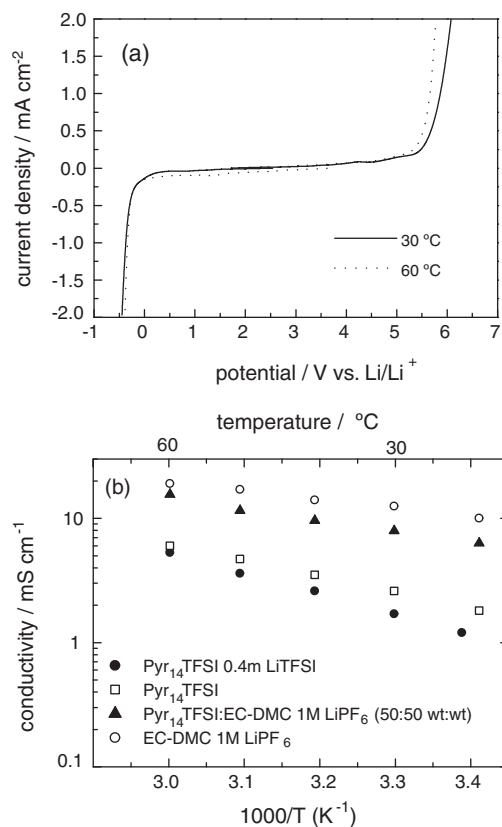 2.0
(a)
1.5
1.0
0.5
0.0
-0.5
-1.0
-1.5
2.0
current density / mA cm-2
30 ºC
60 ºC
-1 0 1 2 3 4 5 6 7
potential / V vs. Li/Li+
temperature / ºC
60 30
(b)
10
1
0.1
conductivity / mS cm-1
Pyr14TFSI 0.4m LiTFSI
Pyr14TFSI
Pyr14TFSI:EC-DMC 1M LiPF6 (50:50 wt:wt)
EC-DMC 1M LiPF6
3.0 3.1 3.2 3.3 3.4
1000/T (K-1)